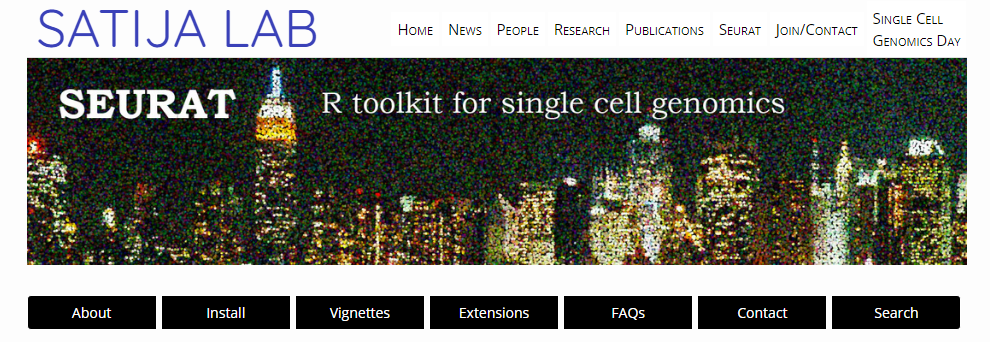 SATIJA LAB
Home News People Research Publications Seurat Join/Contact Single Cell
Genomics Day
SEURAT R toolkit for single cell genomics
About Install Vignettes Extensions FAQs Contact Search